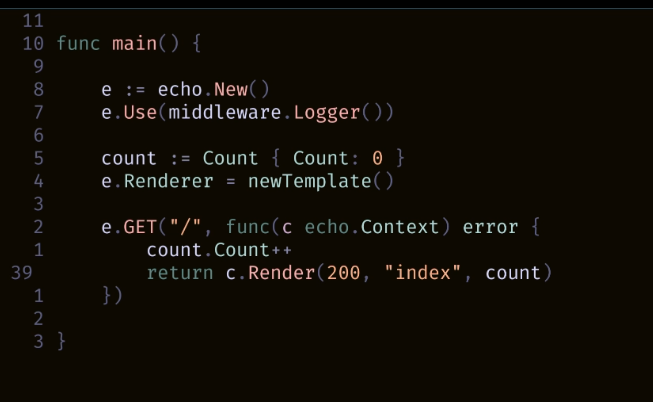 11
10 func main() {
9
8     e := echo.New()
7     e.Use(middleware.Logger())
6
5     count := Count { Count: 0 }
4     e.Renderer = newTemplate()
3
2     e.GET("/", func(c echo.Context) error {
1         count.Count++
39         return c.Render(200, "index", count)
1     })
2
3 }